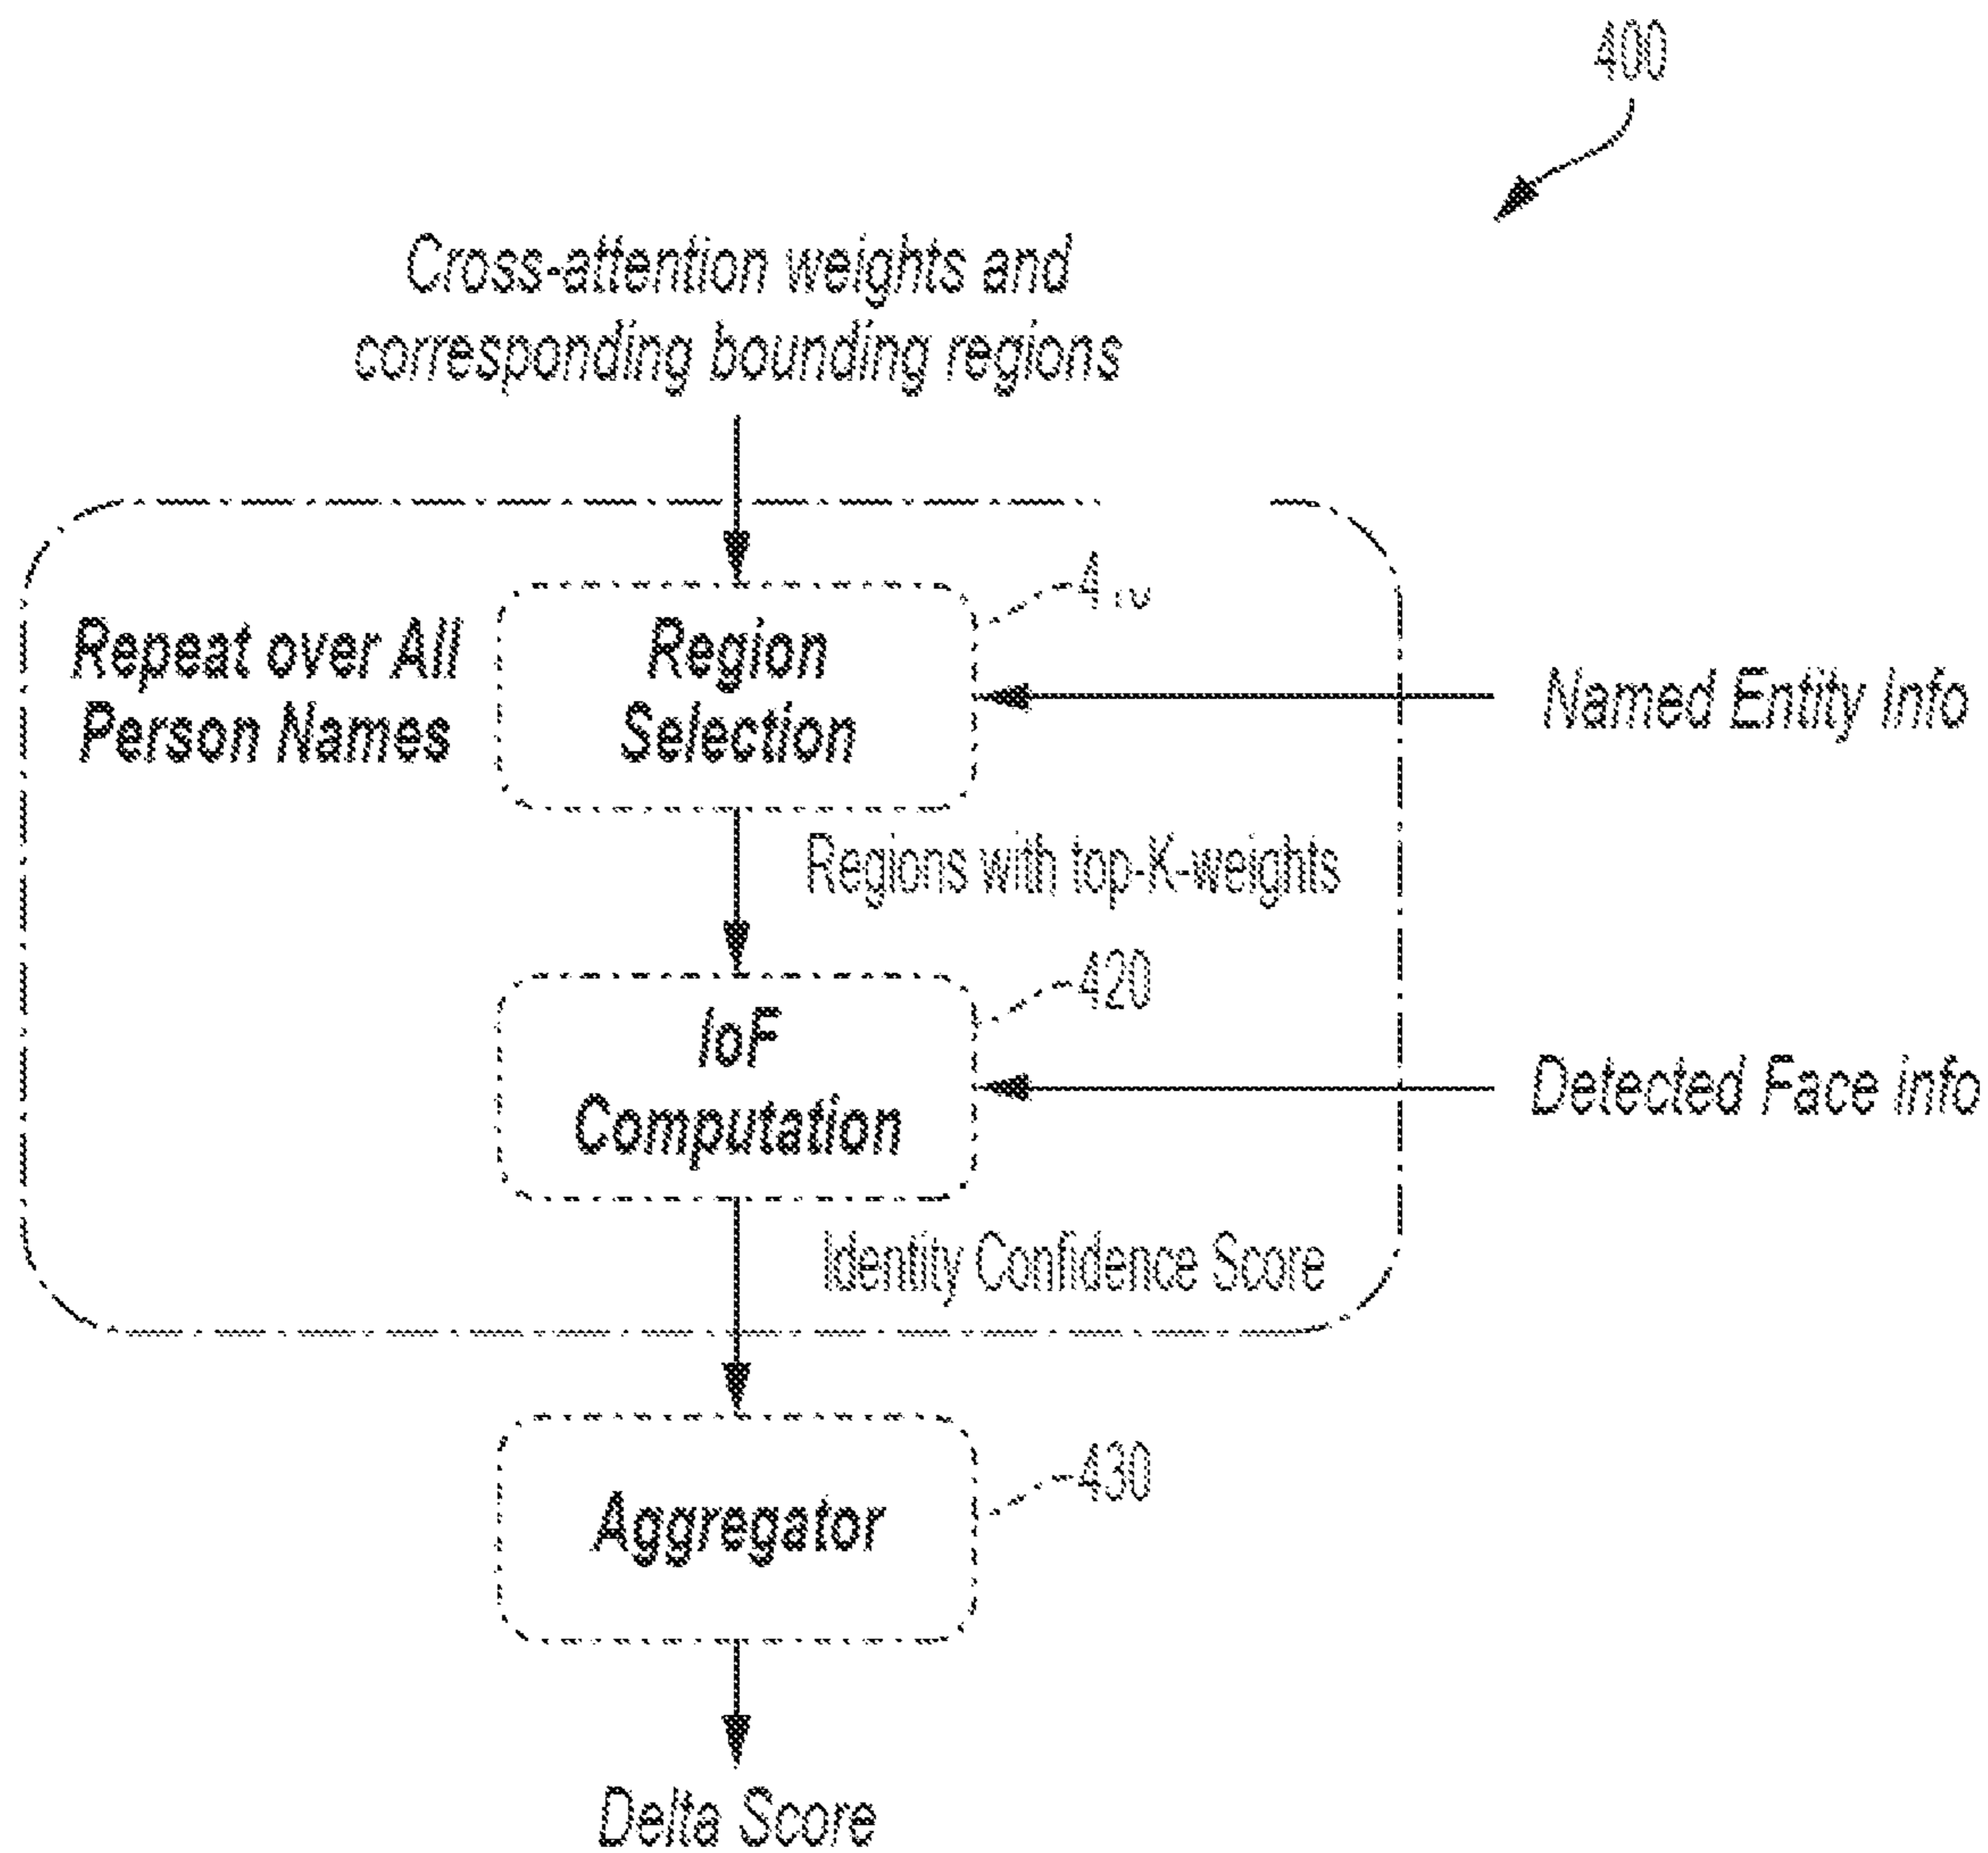 400
Cross-attention weights and
corresponding bounding regions
Repeat over All
Person Names
Region
Selection
Named Entity Info
Regions with top-K-weights
420
IoF
Computation
Detected Face info
Identity Confidence Score
Aggregator
430
Delta Score